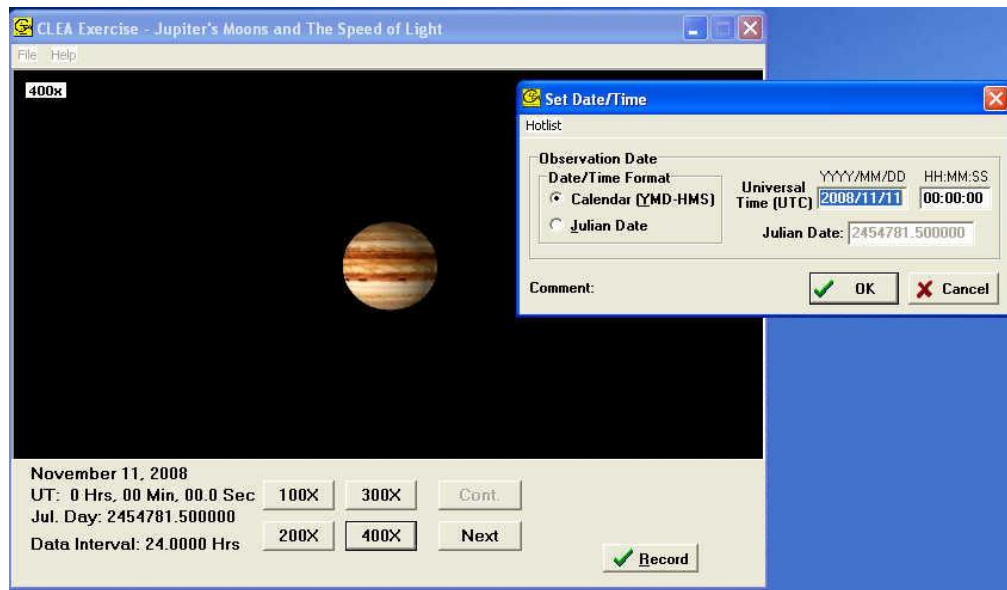 CLEA Exercise - Jupiter's Moons and The Speed of Light
File Help
400x
Set Date/Time
Hotlist
Observation Date
Date/Time Format
Calendar (YMD-HMS)
Julian Date
YYYY/MM/DD HH:MM:SS
Universal Time (UTC) 2008/11/11 00:00:00
Julian Date: 2454781.500000
Comment:
OK
Cancel
November 11, 2008
UT: 0 Hrs, 00 Min, 00.0 Sec
Jul. Day: 2454781.500000
Data Interval: 24.0000 Hrs
100X 300X Cont.
200X 400X Next
Record